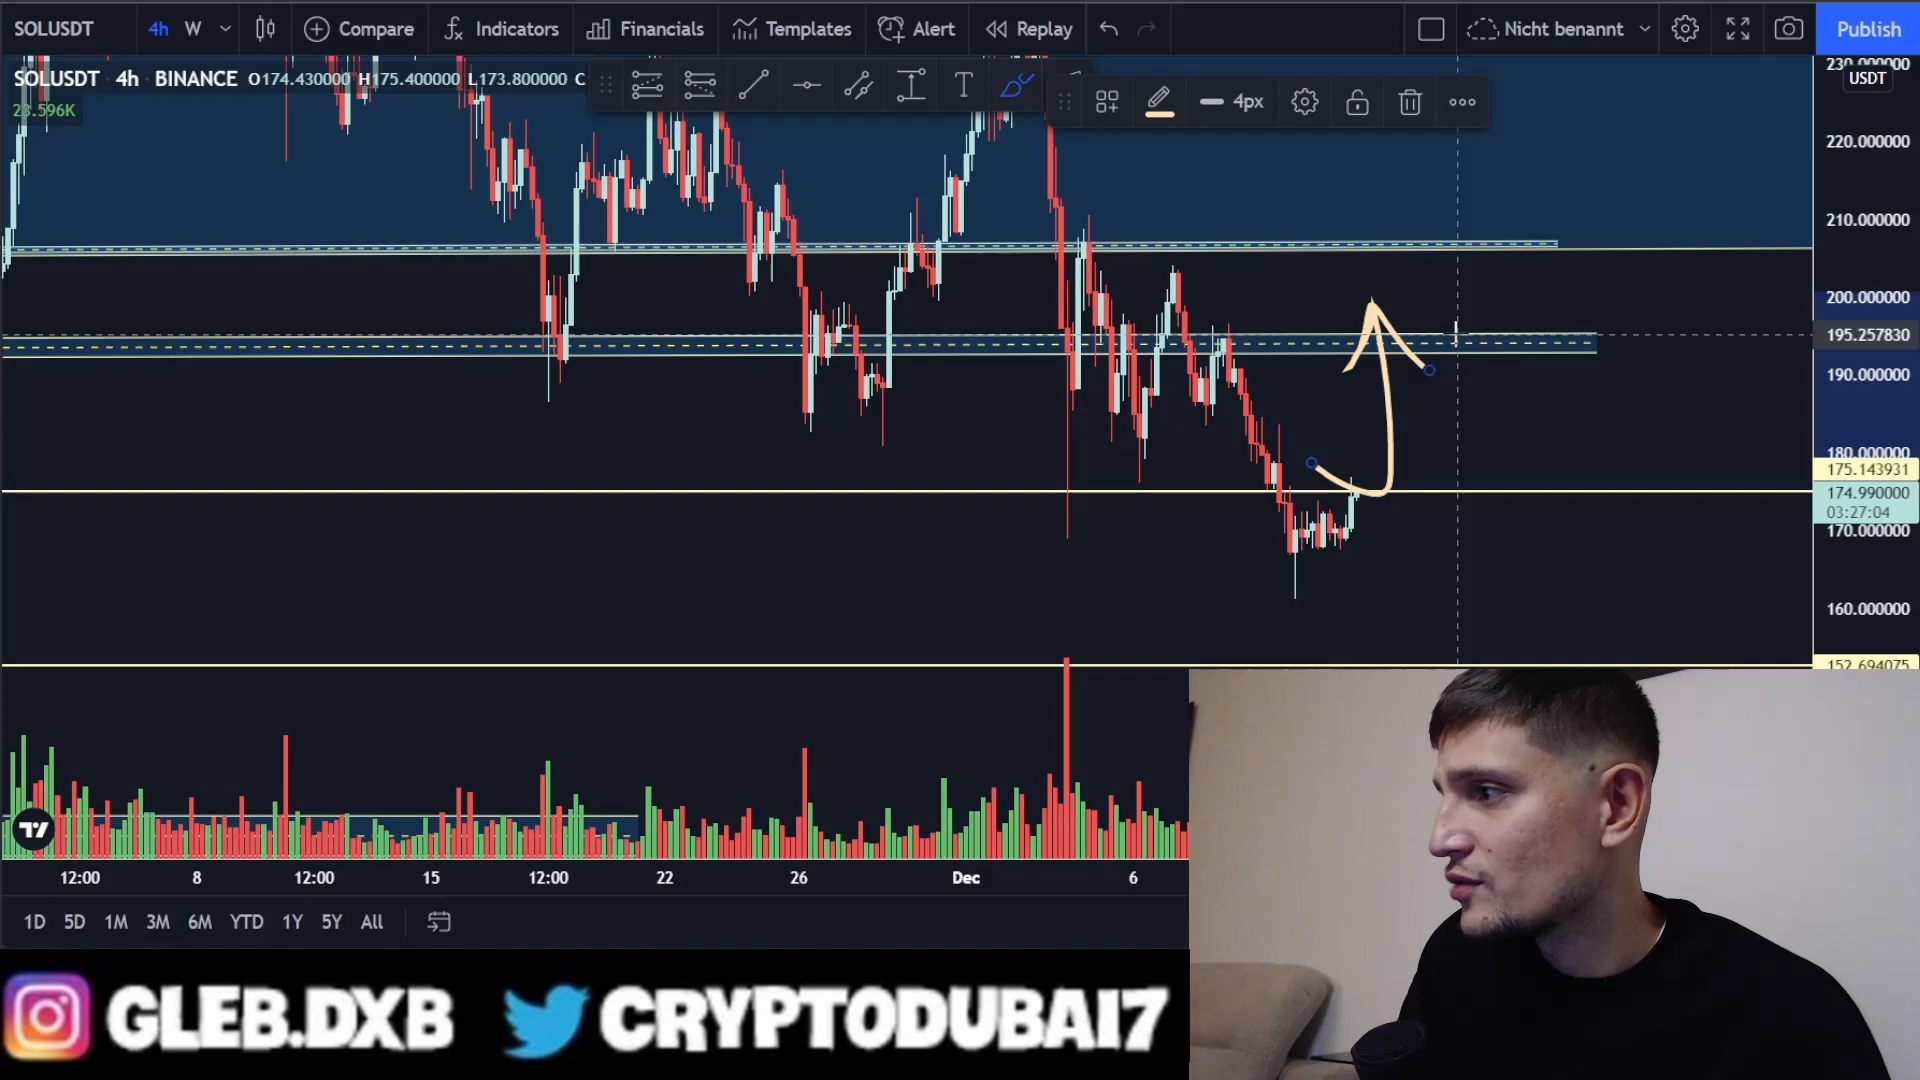 SOLUSDT 4h W Compare Indicators Financials Templates Alert Replay Nicht benannt Publish
SOLUSDT · 4h · BINANCE O174.430000 H175.400000 L173.800000 C
T 4px
23.596K
USDT
220.000000
210.000000
200.000000
195.257830
190.000000
180.000000
175.143931
174.990000
03:27:04
170.000000
160.000000
152.694075
12:00 8 12:00 15 12:00 22 26 Dec 6
1D 5D 1M 3M 6M YTD 1Y 5Y All
GLEB.DXB CRYPTODUBAI7